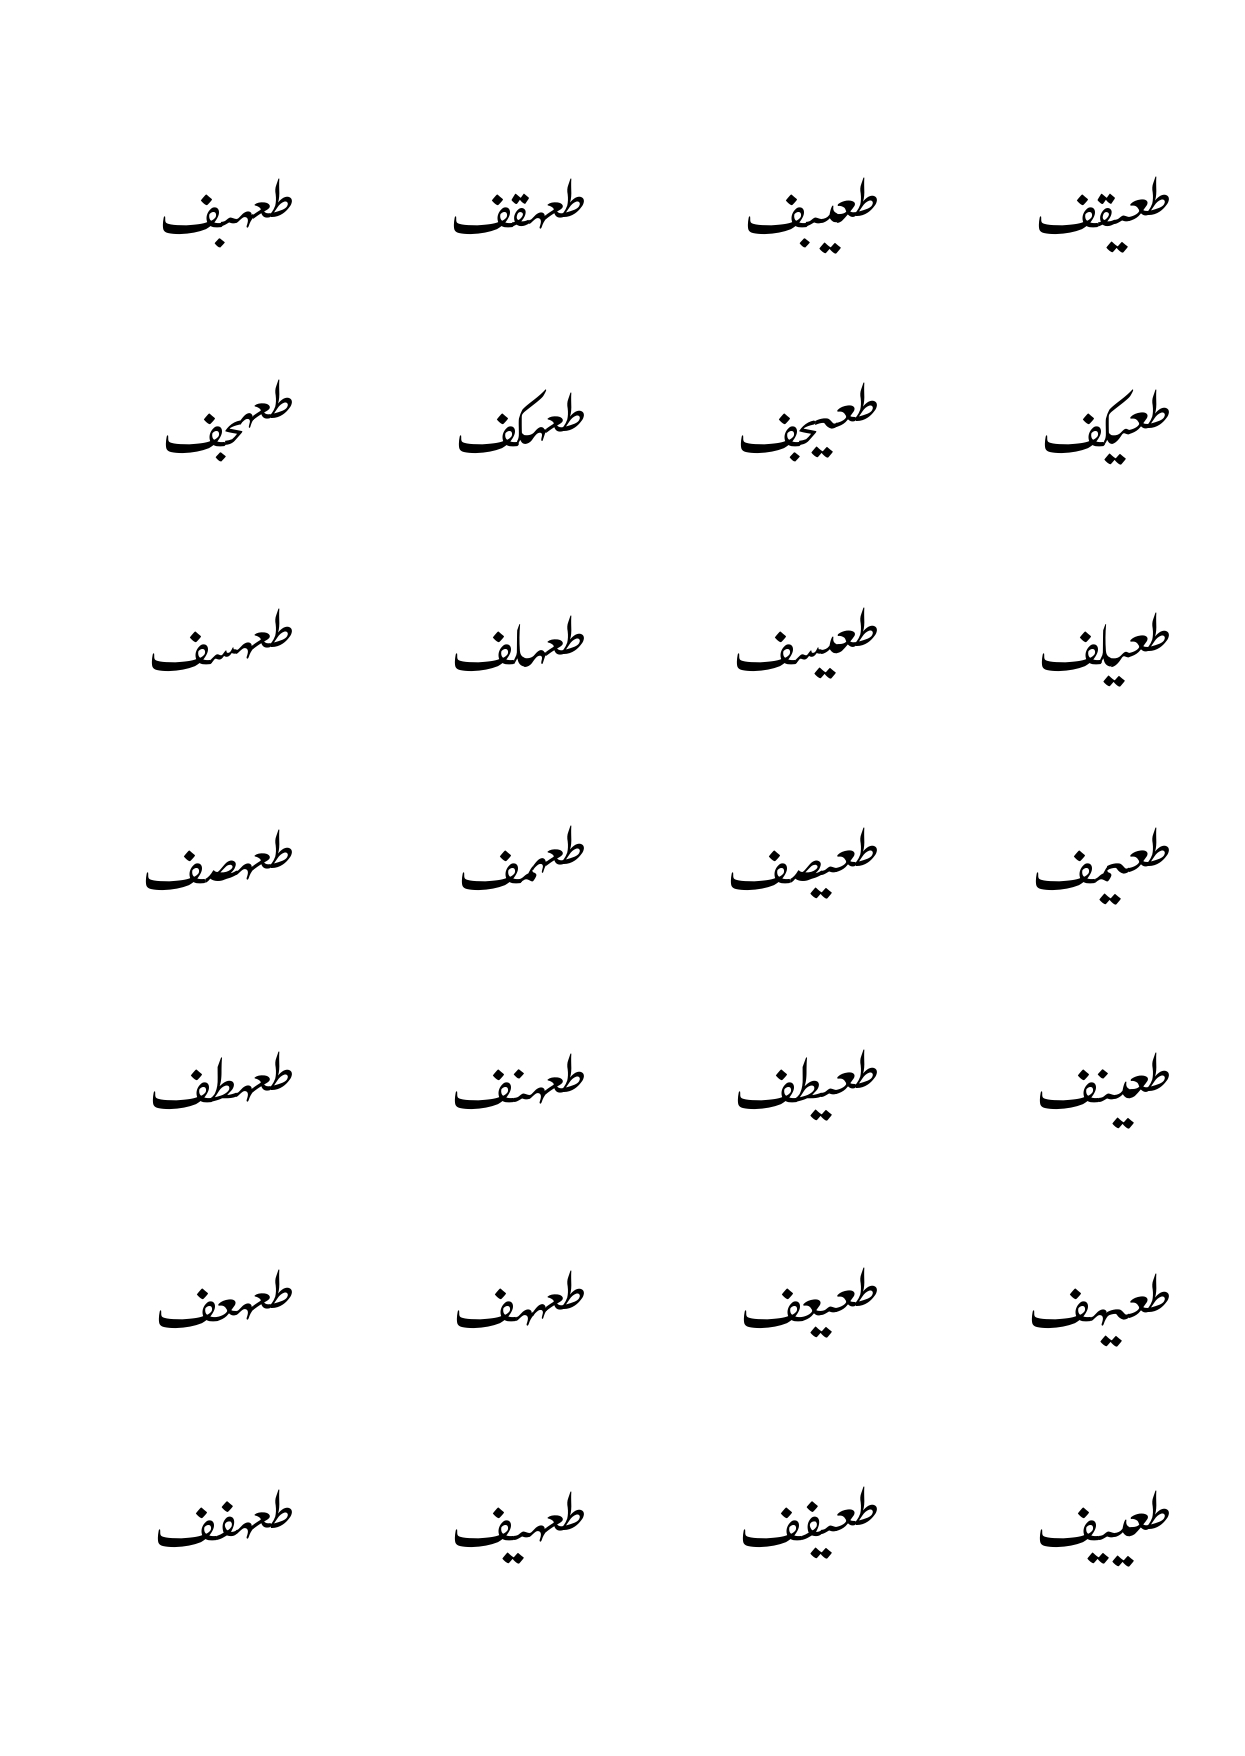 طعيقف طعيبف طعهقف طعهبف
طعيكف طعيجف طعهكف طعهجف
طعيلف طعيسف طعهلف طعهسف
طعيمف طعيصف طعهمف طعهصف
طعينف طعيطف طعهنف طعهطف
طعيهف طعيعف طعههف طعهعف
طعييف طعيفف طعهيف طعهفف